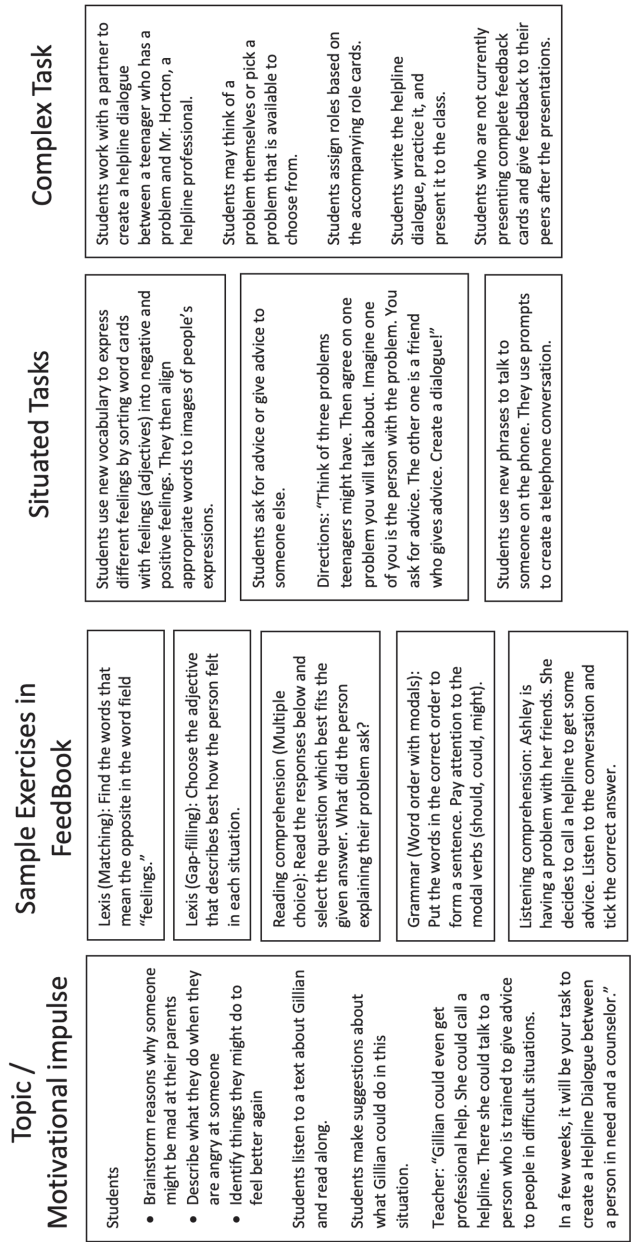 Topic /
Motivational impulse
Students
• Brainstorm reasons why someone
might be mad at their parents
• Describe what they do when they
are angry at someone
• Identify things they might do to
feel better again
Students listen to a text about Gillian
and read along.
Students make suggestions about
what Gillian could do in this
situation.
Teacher: “Gillian could even get
professional help. She could call a
helpline. There she could talk to a
person who is trained to give advice
to people in difficult situations.
In a few weeks, it will be your task to
create a Helpline Dialogue between
a person in need and a counselor.”
Sample Exercises in
FeedBook
Lexis (Matching): Find the words that
mean the opposite in the word field
“feelings.”
Lexis (Gap-filling): Choose the adjective
that describes best how the person felt
in each situation.
Reading comprehension (Multiple
choice): Read the responses below and
select the question which best fits the
given answer. What did the person
explaining their problem ask?
Grammar (Word order with modals):
Put the words in the correct order to
form a sentence. Pay attention to the
modal verbs (should, could, might).
Listening comprehension: Ashley is
having a problem with her friends. She
decides to call a helpline to get some
advice. Listen to the conversation and
tick the correct answer.
Situated Tasks
Students use new vocabulary to express
different feelings by sorting word cards
with feelings (adjectives) into negative and
positive feelings. They then align
appropriate words to images of people’s
expressions.
Students ask for advice or give advice to
someone else.
Directions: “Think of three problems
teenagers might have. Then agree on one
problem you will talk about. Imagine one
of you is the person with the problem. You
ask for advice. The other one is a friend
who gives advice. Create a dialogue!”
Students use new phrases to talk to
someone on the phone. They use prompts
to create a telephone conversation.
Complex Task
Students work with a partner to
create a helpline dialogue
between a teenager who has a
problem and Mr. Horton, a
helpline professional.
Students may think of a
problem themselves or pick a
problem that is available to
choose from.
Students assign roles based on
the accompanying role cards.
Students write the helpline
dialogue, practice it, and
present it to the class.
Students who are not currently
presenting complete feedback
cards and give feedback to their
peers after the presentations.